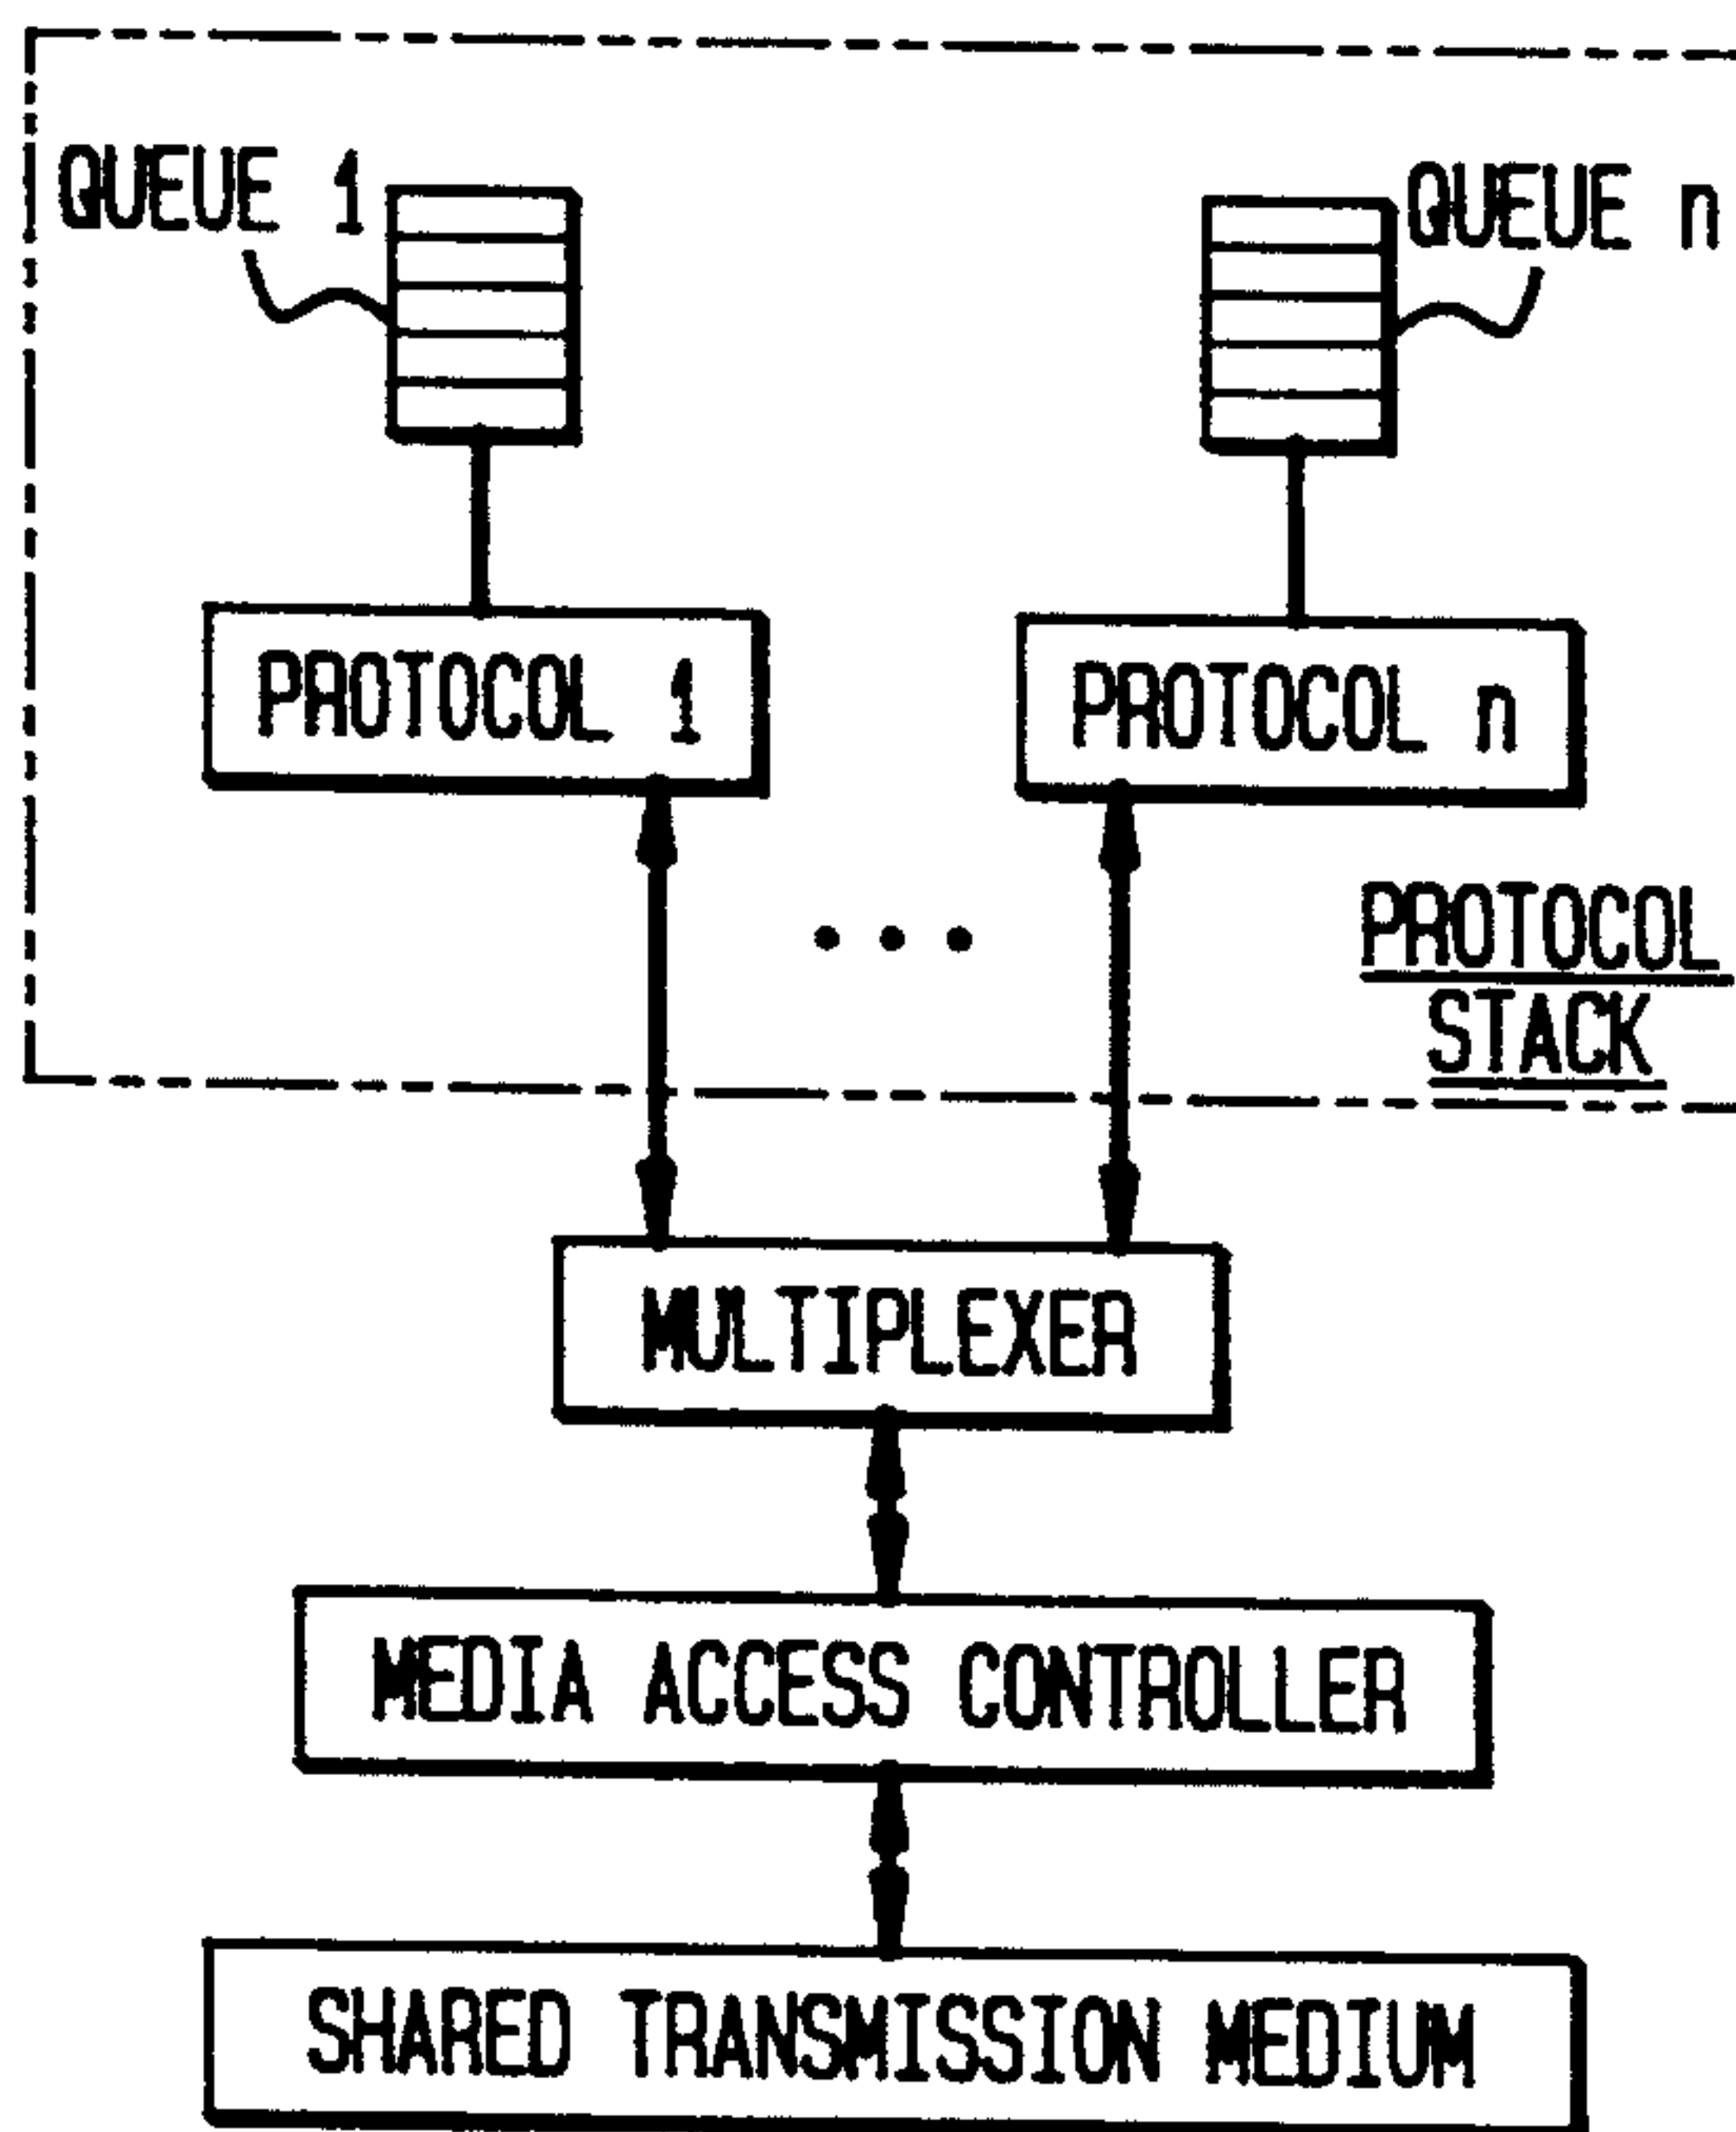 QUEUE 1
QUEUE n
PROTOCOL 1
PROTOCOL n
PROTOCOL
STACK
MULTIPLEXER
MEDIA ACCESS CONTROLLER
SHARED TRANSMISSION MEDIUM